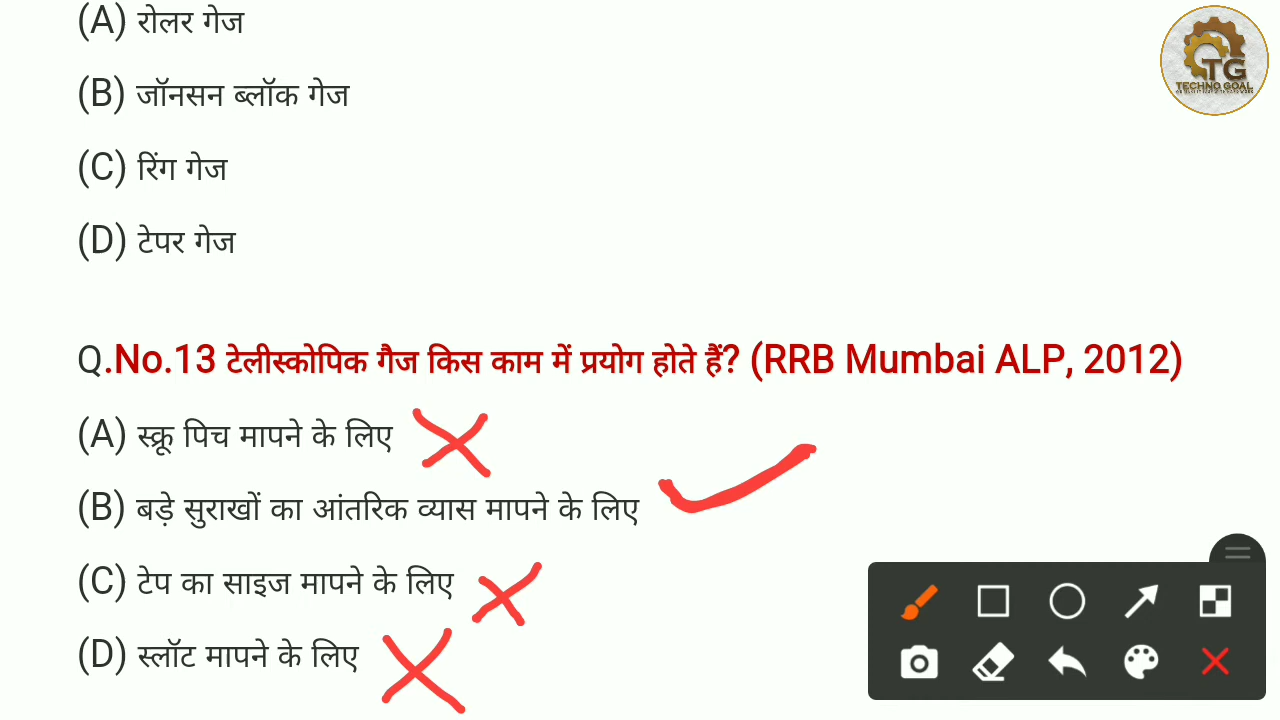 (A) रोलर गेज
TG
TECHNO GOAL
(B) जॉनसन ब्लॉक गेज
(C) रिंग गेज
(D) टेपर गेज
Q.No.13 टेलीस्कोपिक गैज किस काम में प्रयोग होते हैं? (RRB Mumbai ALP, 2012)
(A) स्क्रू पिच मापने के लिए
(B) बड़े सुराखों का आंतरिक व्यास मापने के लिए
(C) टेप का साइज मापने के लिए
(D) स्लॉट मापने के लिए